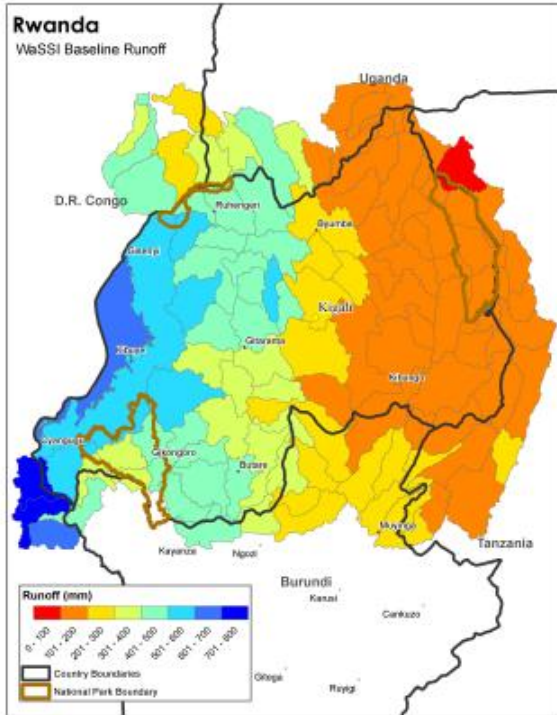 Rwanda
WaSSI Baseline Runoff
Uganda
D.R. Congo
Ruhengeri
Byumba
Gisenyi
Kigali
Gitarama
Kibuye
Kibungo
Cyangugu
Gikongoro
Butare
Muyinga
Kayanza
Ngozi
Tanzania
Burundi
Karusi
Cankuzo
Gitega
Ruyigi
Runoff (mm)
0 - 100
101 - 200
201 - 300
301 - 400
401 - 500
501 - 600
601 - 700
701 - 800
Country Boundaries
National Park Boundary